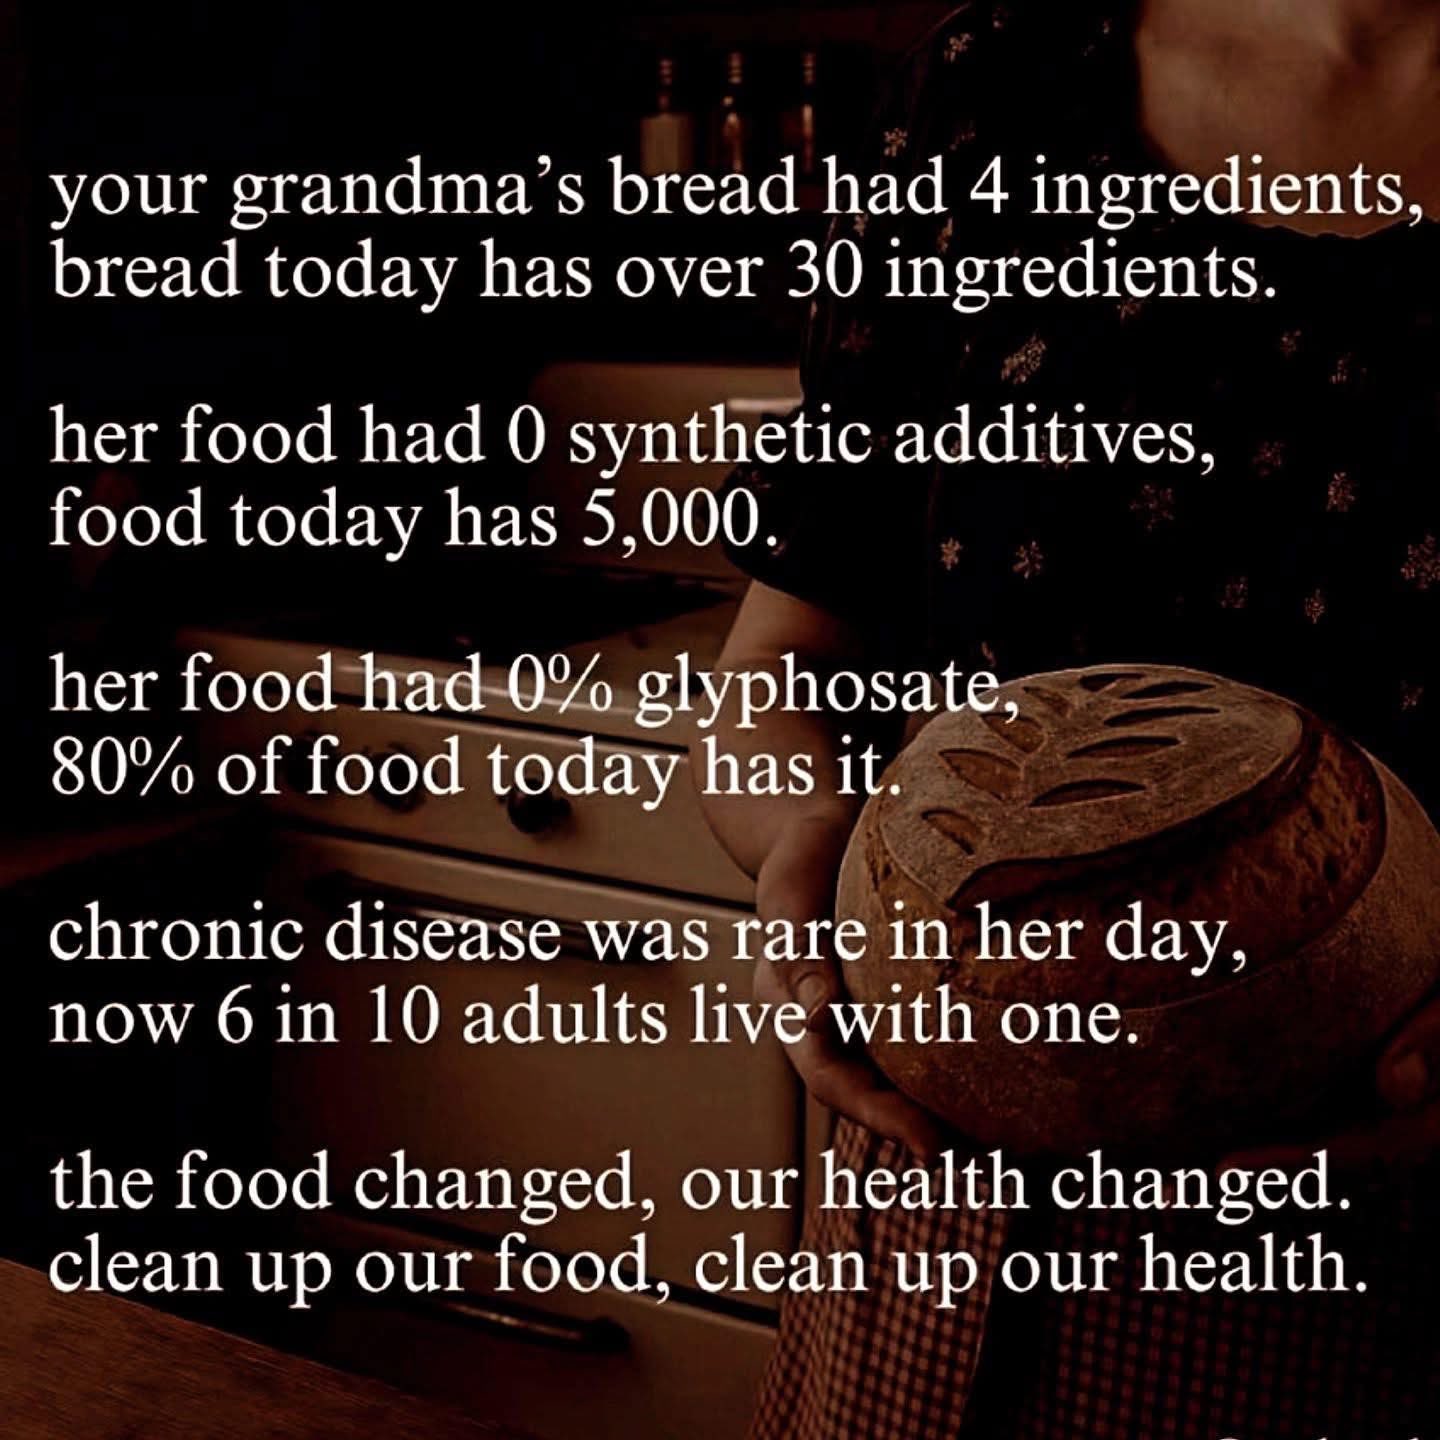 your grandma's bread had 4 ingredients,
bread today has over 30 ingredients.
her food had 0 synthetic additives,
food today has 5,000.
her food had 0% glyphosate,
80% of food today has it.
chronic disease was rare in her day,
now 6 in 10 adults live with one.
the food changed, our health changed.
clean up our food, clean up our health.